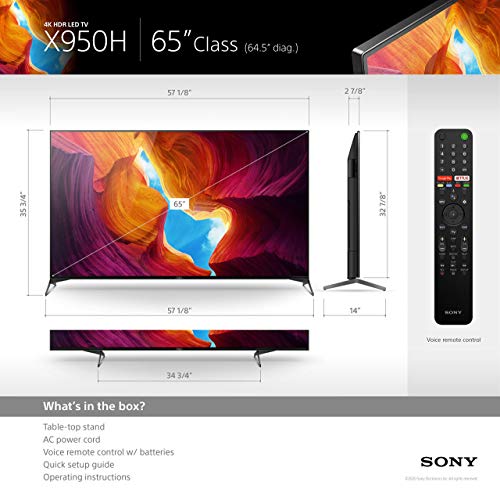 4K HDR LED TV
X950H
65" Class (64.5" diag.)
57 1/8"
2 7/8"
35 3/4"
65"
32 7/8"
57 1/8"
14"
SONY
Voice remote control
34 3/4"
What's in the box?
Table-top stand
AC power cord
Voice remote control w/ batteries
Quick setup guide
Operating instructions
SONY